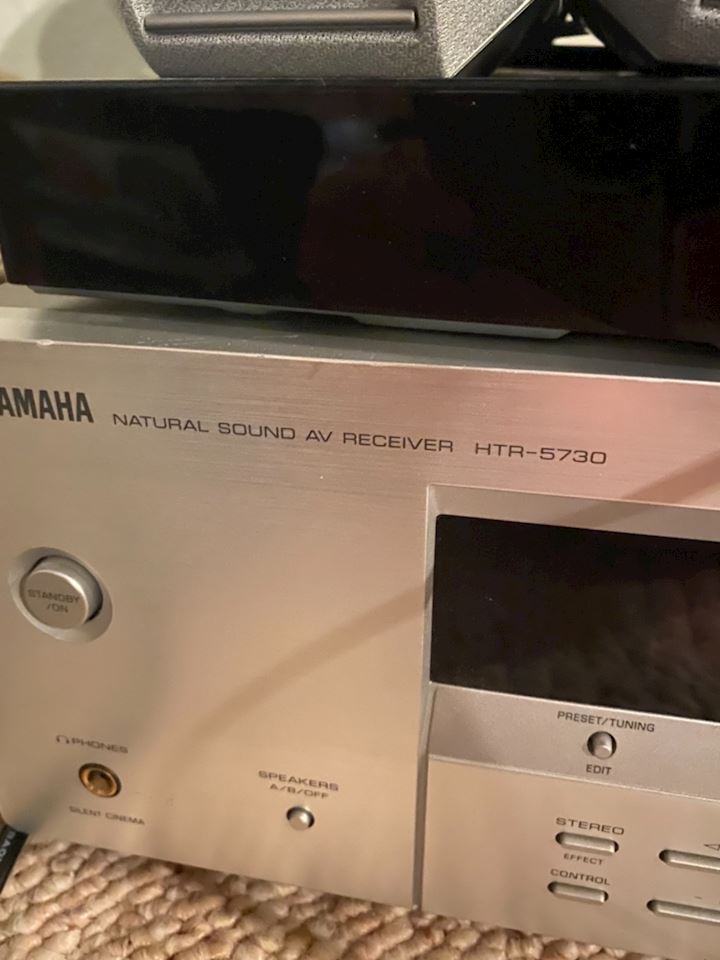 AMAHA NATURAL SOUND AV RECEIVER HTR-5730
STANDBY
/ON
PRESET/TUNING
EDIT
PHONES
SILENT CINEMA
SPEAKERS
A/B/OFF
STEREO
EFFECT
CONTROL